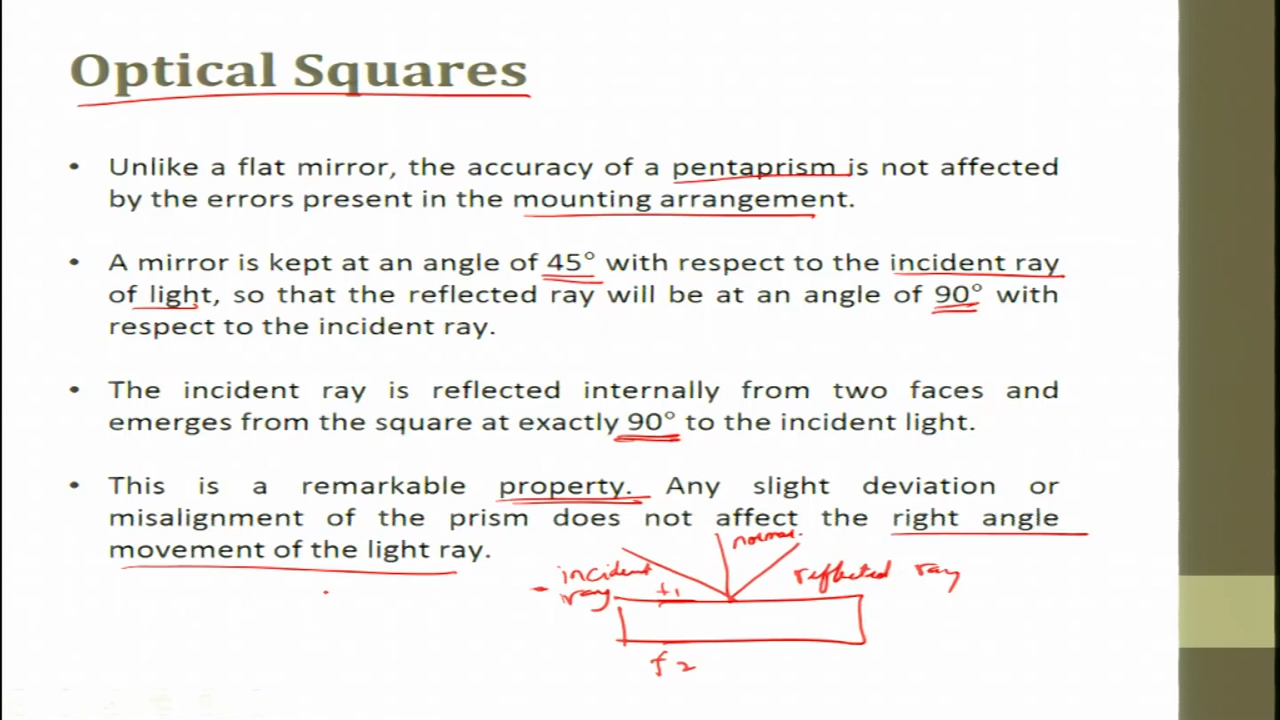 Optical Squares
• Unlike a flat mirror, the accuracy of a pentaprism is not affected
by the errors present in the mounting arrangement.
• A mirror is kept at an angle of 45° with respect to the incident ray
of light, so that the reflected ray will be at an angle of 90° with
respect to the incident ray.
• The incident ray is reflected internally from two faces and
emerges from the square at exactly 90° to the incident light.
• This is a remarkable property. Any slight deviation or
misalignment of the prism does not affect the right angle
movement of the light ray.
normal.
incident
ray
reflected ray
f1
f2